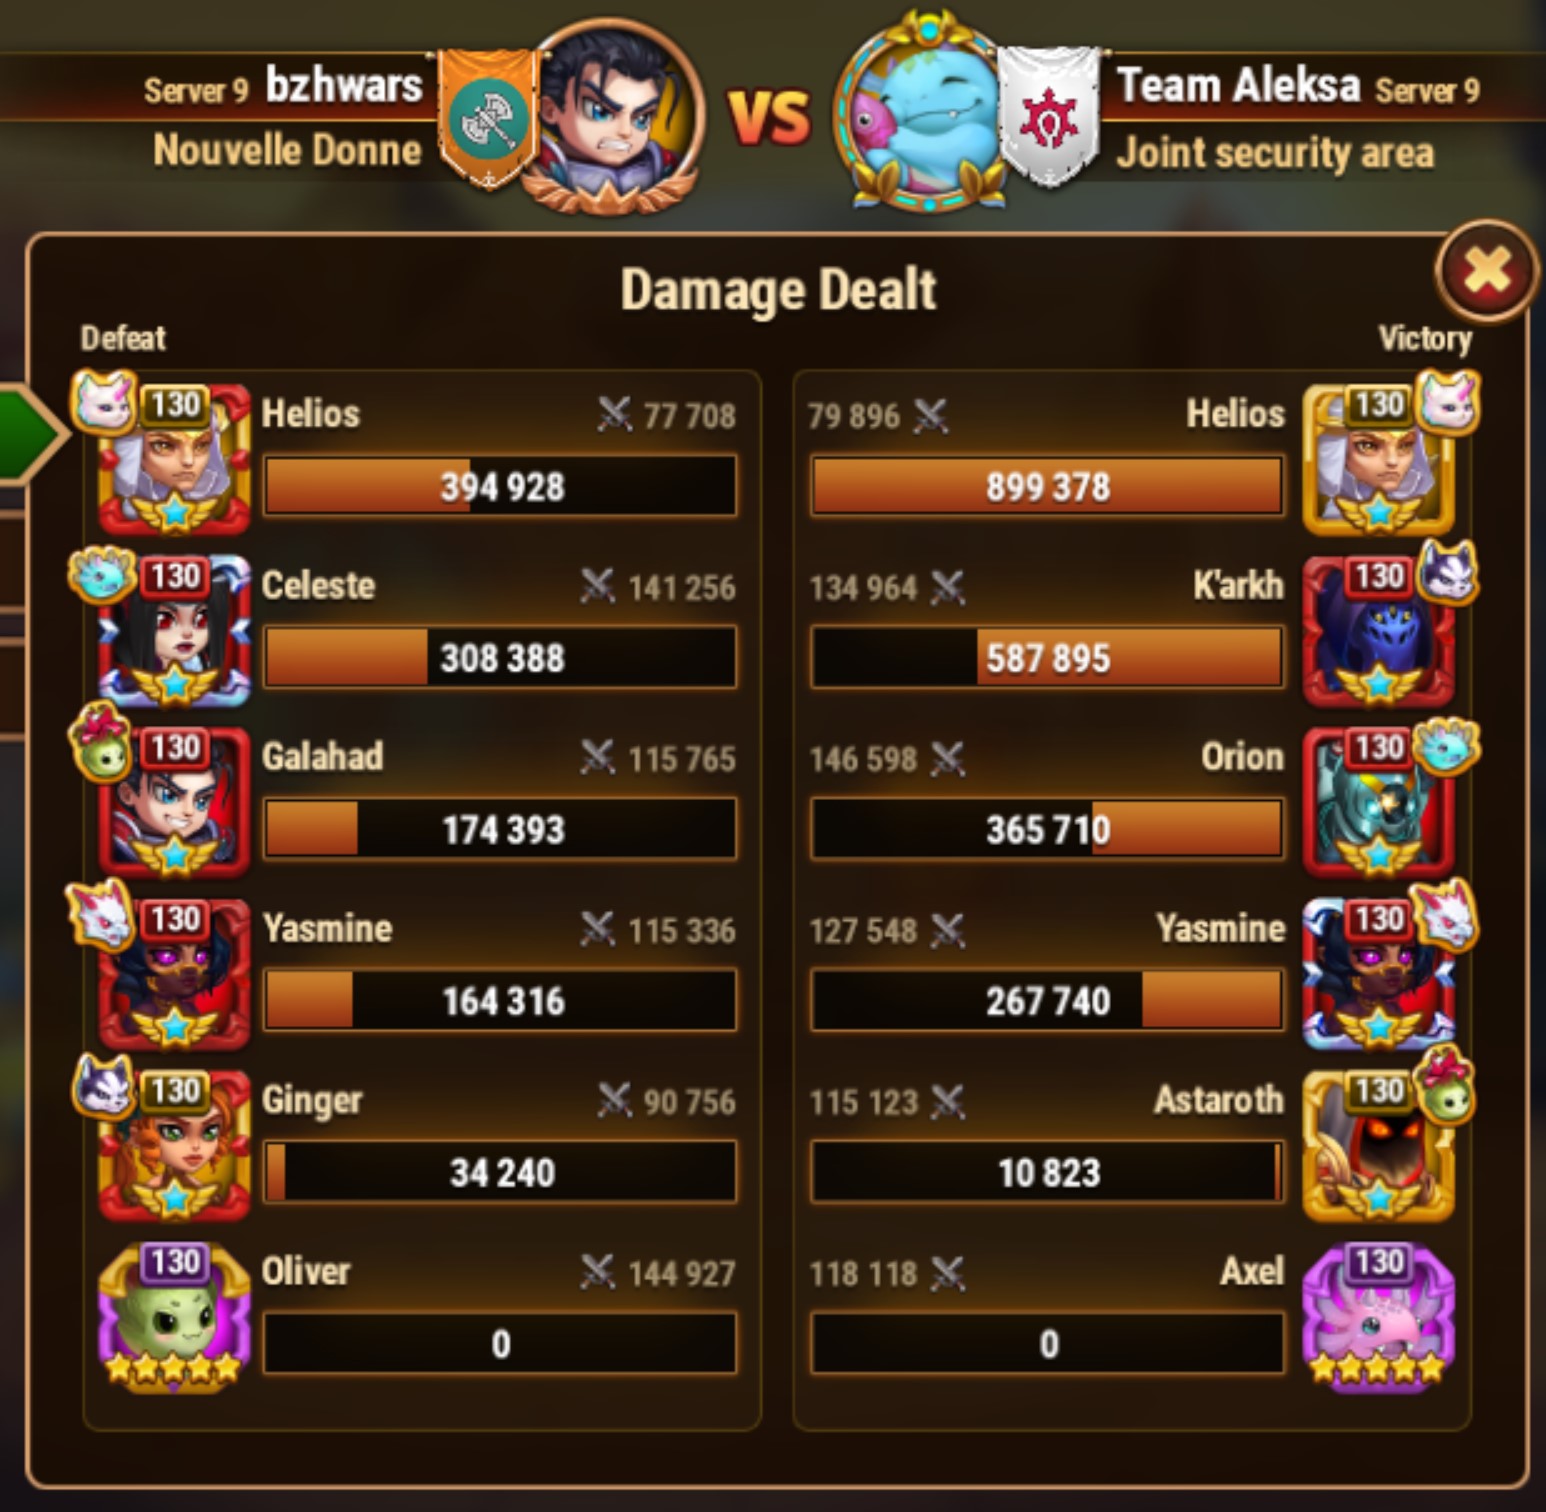 Server 9 bzhwars
Nouvelle Donne
VS
Team Aleksa Server 9
Joint security area
Damage Dealt
Defeat
Victory
130 Helios 77 708
394 928
79 896 Helios 130
899 378
130 Celeste 141 256
308 388
134 964 K'arkh 130
587 895
130 Galahad 115 765
174 393
146 598 Orion 130
365 710
130 Yasmine 115 336
164 316
127 548 Yasmine 130
267 740
130 Ginger 90 756
34 240
115 123 Astaroth 130
10 823
130 Oliver 144 927
0
118 118 Axel 130
0